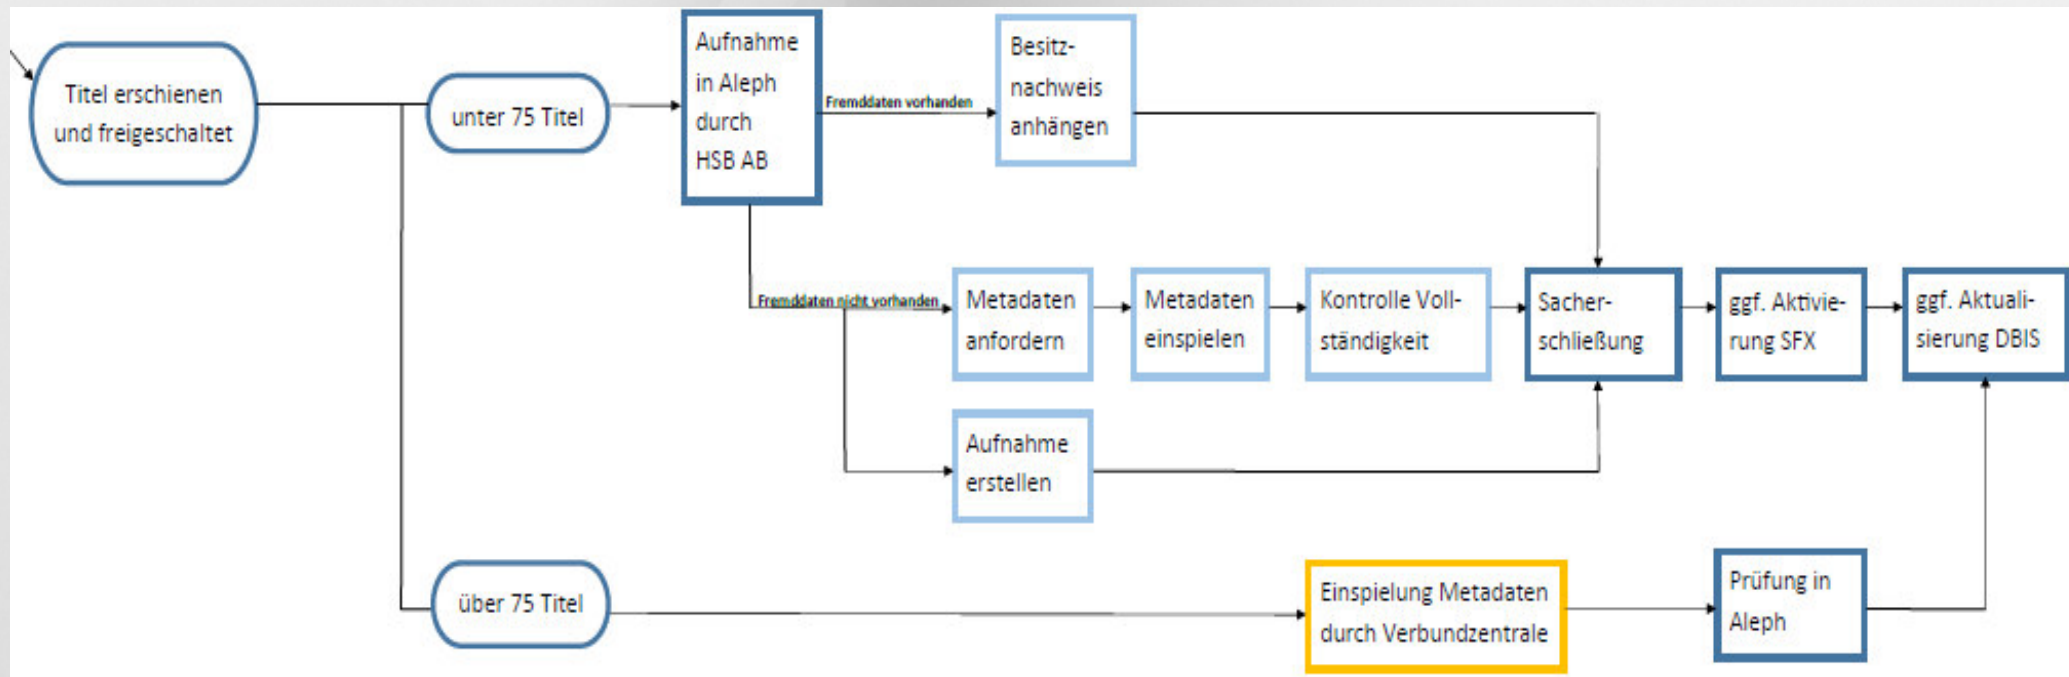 Titel erschienen
und freigeschaltet
unter 75 Titel
Aufnahme
in Aleph
durch
HSB AB
Fremddaten vorhanden
Besitz-
nachweis
anhängen
Fremddaten nicht vorhanden
Metadaten
anfordern
Metadaten
einspielen
Kontrolle Voll-
ständigkeit
Sacher-
schließung
ggf. Aktivie-
rung SFX
ggf. Aktuali-
sierung DBIS
Aufnahme
erstellen
über 75 Titel
Einspielung Metadaten
durch Verbundzentrale
Prüfung in
Aleph